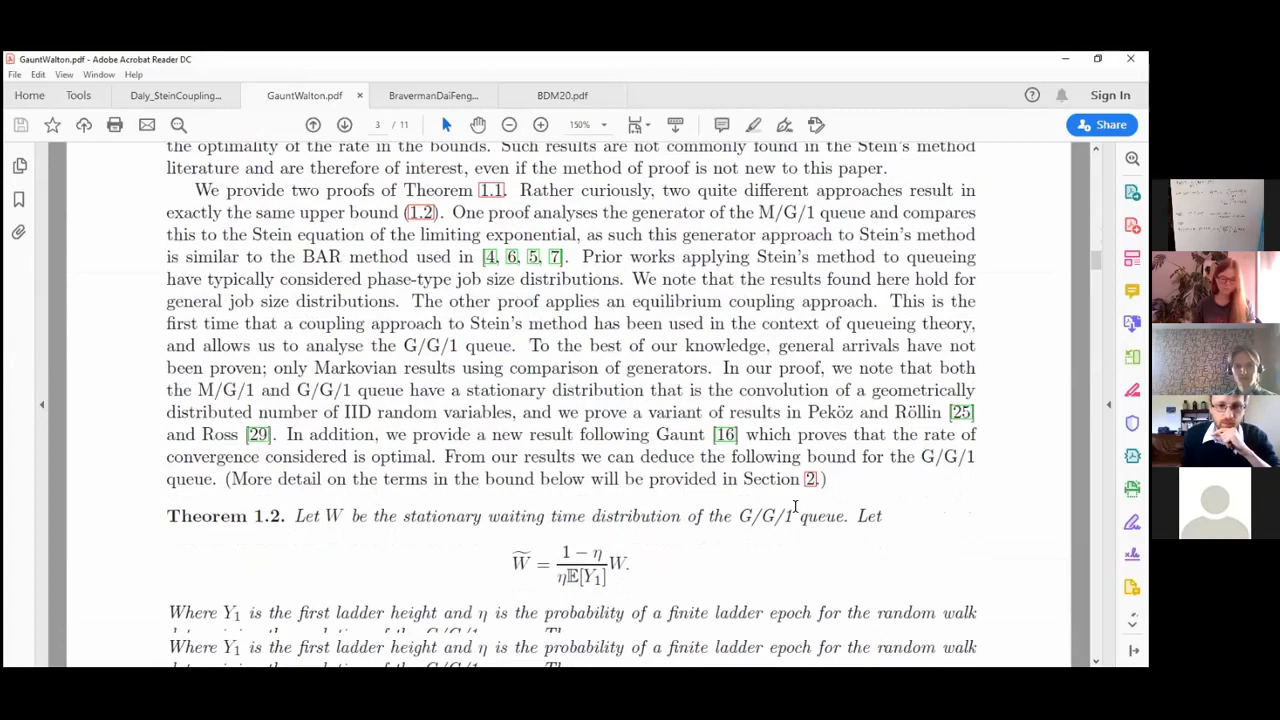 GauntWalton.pdf - Adobe Acrobat Reader DC
File Edit View Window Help
Home Tools Daly_SteinCoupling... GauntWalton.pdf × BravermanDaiFeng... BDM20.pdf Sign In
3 / 11 150% Share
the optimality of the rate in the bounds. Such results are not commonly found in the Stein's method
literature and are therefore of interest, even if the method of proof is not new to this paper.
We provide two proofs of Theorem 1.1. Rather curiously, two quite different approaches result in
exactly the same upper bound (1.2). One proof analyses the generator of the M/G/1 queue and compares
this to the Stein equation of the limiting exponential, as such this generator approach to Stein's method
is similar to the BAR method used in [4, 6, 5, 7]. Prior works applying Stein's method to queueing
have typically considered phase-type job size distributions. We note that the results found here hold for
general job size distributions. The other proof applies an equilibrium coupling approach. This is the
first time that a coupling approach to Stein's method has been used in the context of queueing theory,
and allows us to analyse the G/G/1 queue. To the best of our knowledge, general arrivals have not
been proven; only Markovian results using comparison of generators. In our proof, we note that both
the M/G/1 and G/G/1 queue have a stationary distribution that is the convolution of a geometrically
distributed number of IID random variables, and we prove a variant of results in Peköz and Röllin [25]
and Ross [29]. In addition, we provide a new result following Gaunt [16] which proves that the rate of
convergence considered is optimal. From our results we can deduce the following bound for the G/G/1
queue. (More detail on the terms in the bound below will be provided in Section 2.)
Theorem 1.2. Let W be the stationary waiting time distribution of the G/G/1 queue. Let
W̃ = (1 − η)/(η𝔼[Y₁]) W.
Where Y₁ is the first ladder height and η is the probability of a finite ladder epoch for the random walk
Where Y₁ is the first ladder height and η is the probability of a finite ladder epoch for the random walk